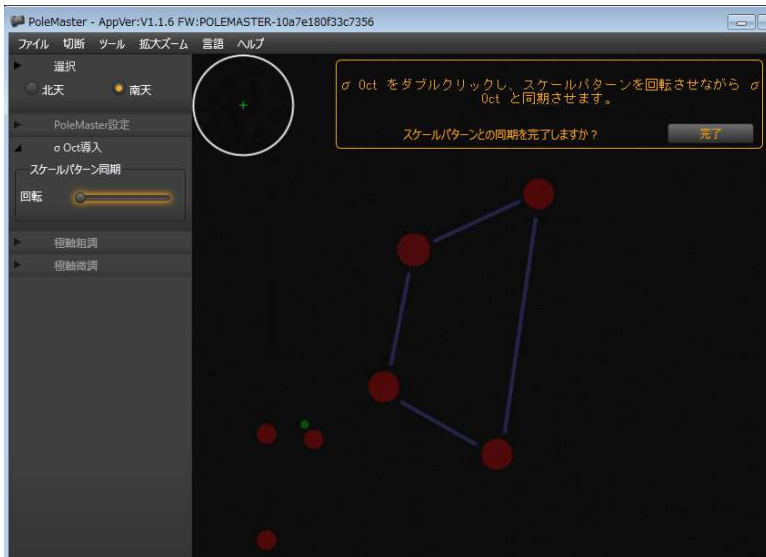 PoleMaster - AppVer:V1.1.6 FW:POLEMASTER-10a7e180f33c7356
ファイル 切断 ツール 拡大ズーム 言語 ヘルプ
選択
北天 南天
PoleMaster設定
σ Oct導入
スケールパターン同期
回転
極軸粗調
極軸微調
σ Oct をダブルクリックし、スケールパターンを回転させながら σ
Oct と同期させます。
スケールパターンとの同期を完了しますか？
完了